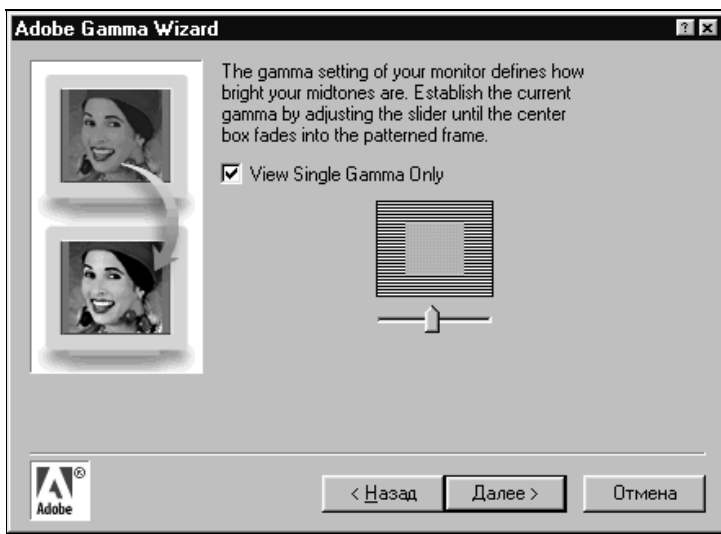 Adobe Gamma Wizard
The gamma setting of your monitor defines how
bright your midtones are. Establish the current
gamma by adjusting the slider until the center
box fades into the patterned frame.
View Single Gamma Only
Adobe®
< Назад
Далее >
Отмена